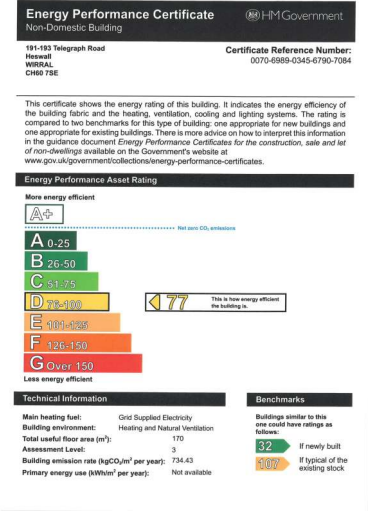 Energy Performance Certificate
HM Government
Non-Domestic Building
191-193 Telegraph Road
Heswall
WIRRAL
CH60 7SE
Certificate Reference Number:
0070-6989-0345-6790-7084
This certificate shows the energy rating of this building. It indicates the energy efficiency of
the building fabric and the heating, ventilation, cooling and lighting systems. The rating is
compared to two benchmarks for this type of building: one appropriate for new buildings and
one appropriate for existing buildings. There is more advice on how to interpret this information
in the guidance document Energy Performance Certificates for the construction, sale and let
of non-dwellings available on the Government's website at
www.gov.uk/government/collections/energy-performance-certificates.
Energy Performance Asset Rating
More energy efficient
A+
Net zero CO₂ emissions
A 0-25
B 26-50
C 51-75
D 76-100
77
This is how energy efficient
the building is.
E 101-125
F 126-150
G Over 150
Less energy efficient
Technical Information
Main heating fuel: Grid Supplied Electricity
Building environment: Heating and Natural Ventilation
Total useful floor area (m²): 170
Assessment Level: 3
Building emission rate (kgCO₂/m² per year): 734.43
Primary energy use (kWh/m² per year): Not available
Benchmarks
Buildings similar to this
one could have ratings as
follows:
32 If newly built
107 If typical of the
existing stock